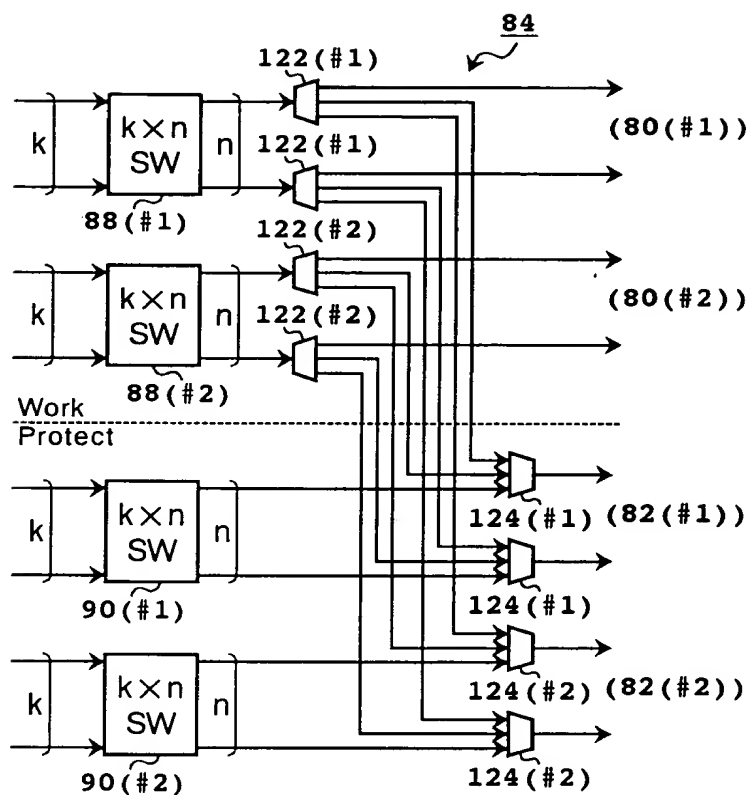 84
122(#1)
k
k×n
SW
n
(80(#1))
122(#1)
88(#1)
122(#2)
k
k×n
SW
n
(80(#2))
122(#2)
88(#2)
Work
Protect
k
k×n
SW
n
124(#1)
(82(#1))
90(#1)
124(#1)
k
k×n
SW
n
124(#2)
(82(#2))
90(#2)
124(#2)